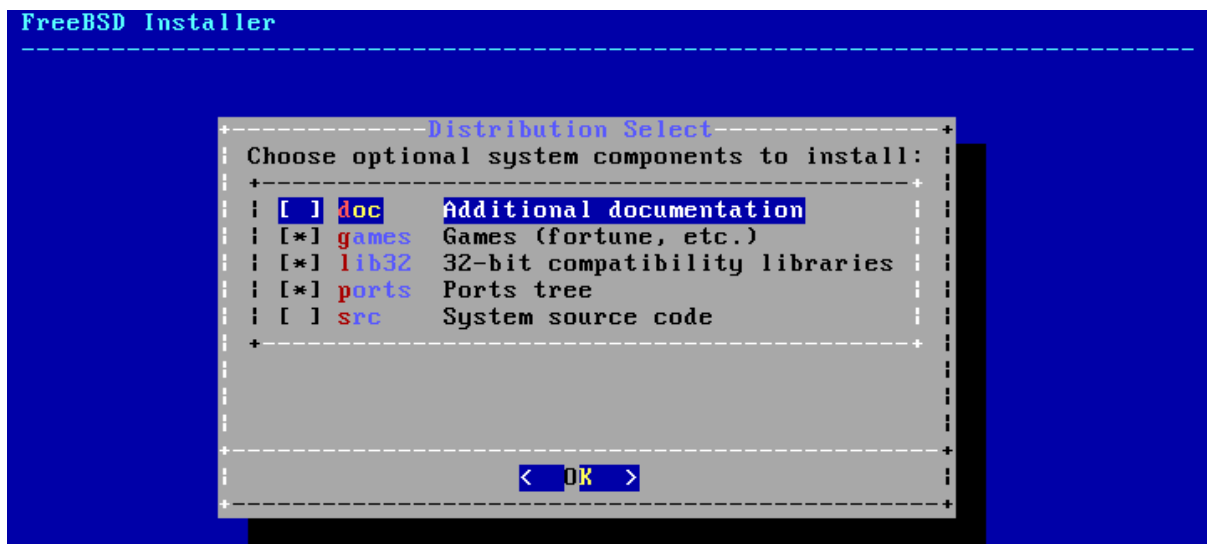 FreeBSD Installer
Distribution Select
Choose optional system components to install:
[ ] doc Additional documentation
[*] games Games (fortune, etc.)
[*] lib32 32-bit compatibility libraries
[*] ports Ports tree
[ ] src System source code
< OK >